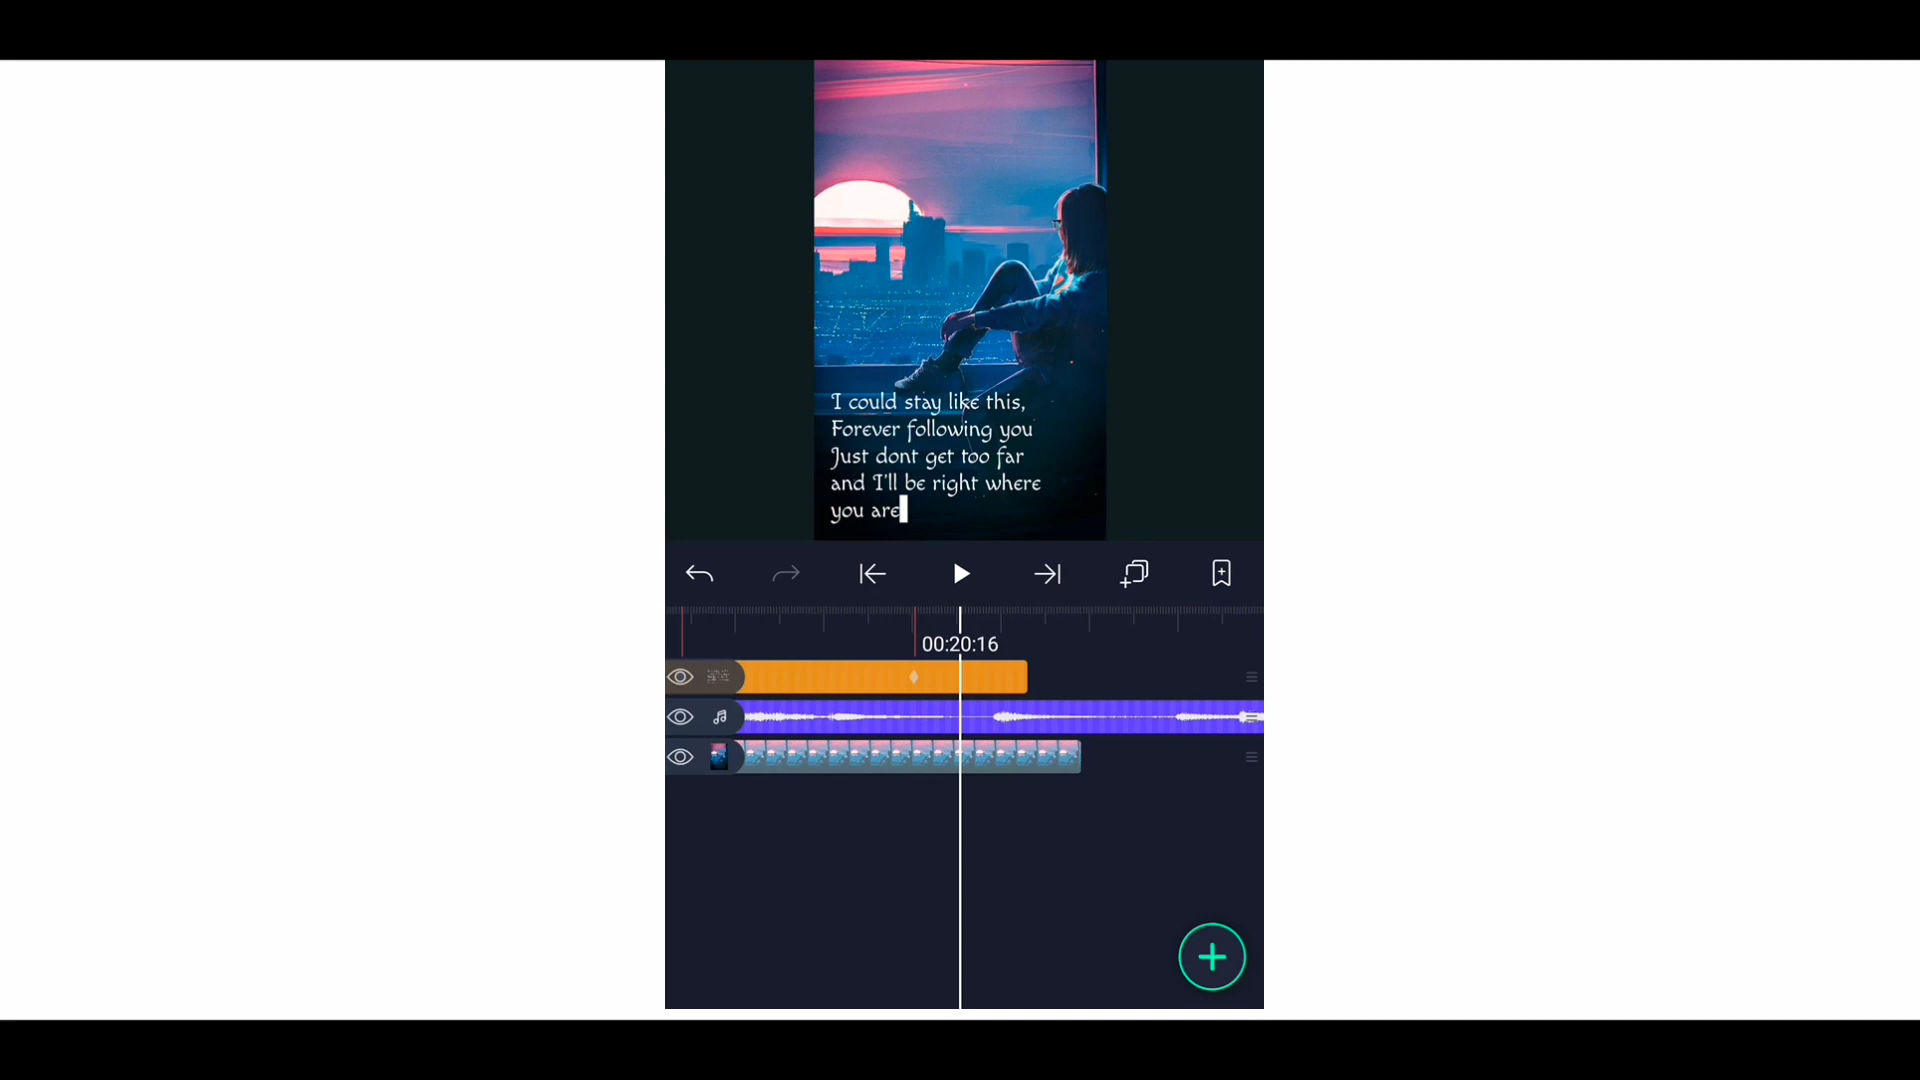 I could stay like this,
Forever following you
Just dont get too far
and I'll be right where
you are
00:20:16